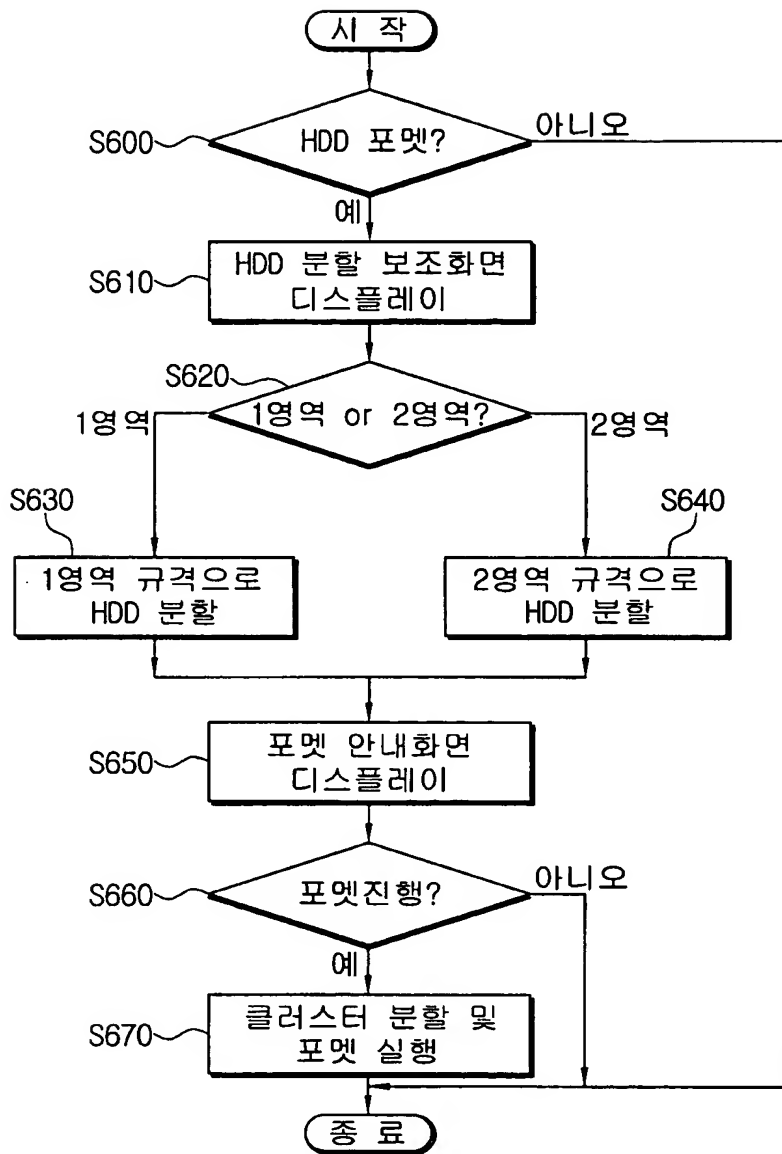 시 작
S600
HDD 포멧?
아니오
예
S610
HDD 분할 보조화면
디스플레이
S620
1영역 or 2영역?
1영역
2영역
S630
1영역 규격으로
HDD 분할
S640
2영역 규격으로
HDD 분할
S650
포멧 안내화면
디스플레이
S660
포멧진행?
아니오
예
S670
클러스터 분할 및
포멧 실행
종 료